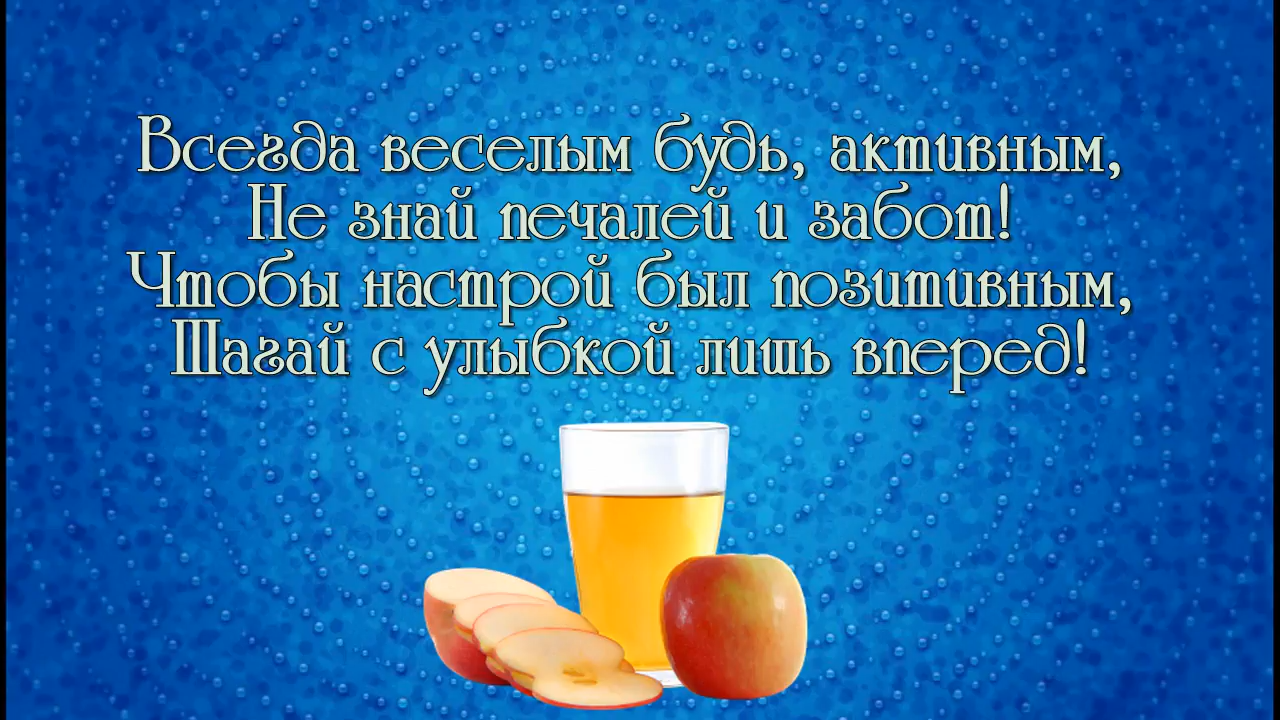 Всегда веселым будь, активным,
Не знай печалей и забот!
Чтобы настрой был позитивным,
Шагай с улыбкой лишь вперед!